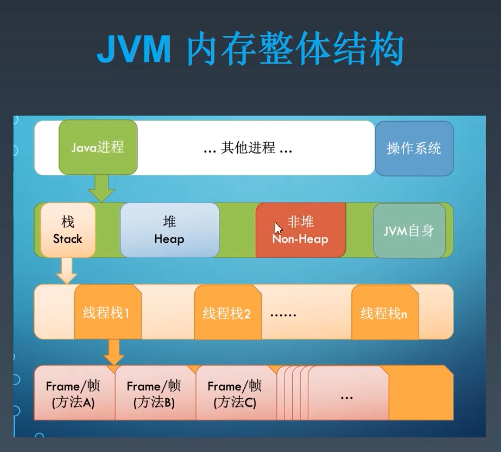 JVM 内存整体结构
Java进程
... 其他进程 ...
操作系统
栈
Stack
堆
Heap
非堆
Non-Heap
JVM自身
线程栈1
线程栈2
......
线程栈n
Frame/帧
(方法A)
Frame/帧
(方法B)
Frame/帧
(方法C)
...